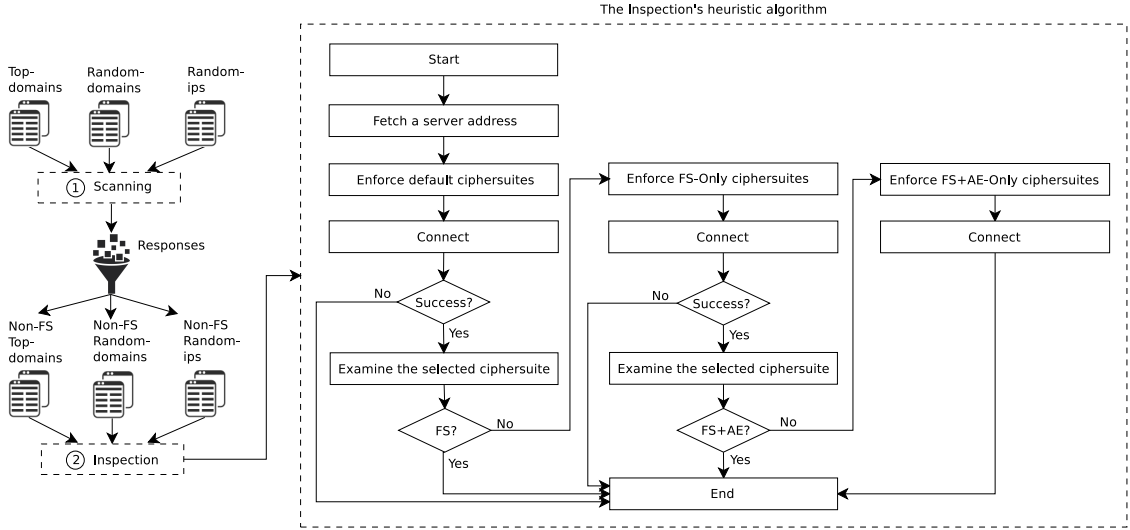 The Inspection's heuristic algorithm
Top-
domains
Random-
domains
Random-
ips
1 Scanning
Responses
Non-FS
Top-
domains
Non-FS
Random-
domains
Non-FS
Random-
ips
2 Inspection
Start
Fetch a server address
Enforce default ciphersuites
Connect
Success?
No
Yes
Examine the selected ciphersuite
FS?
No
Yes
Enforce FS-Only ciphersuites
Connect
Success?
No
Yes
Examine the selected ciphersuite
FS+AE?
No
Yes
End
Enforce FS+AE-Only ciphersuites
Connect